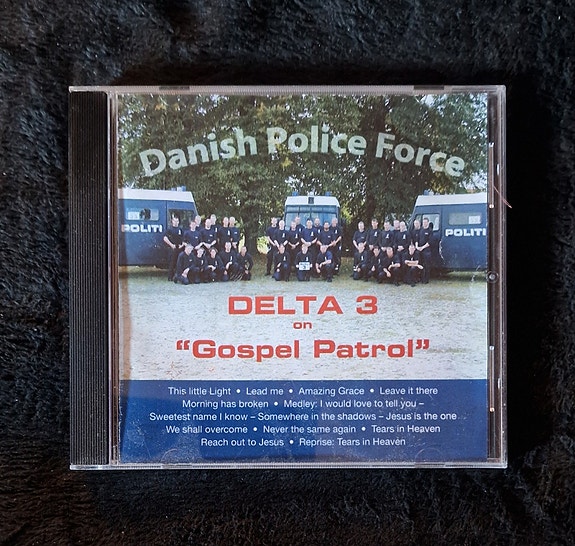 Danish Police Force
POLITI
POLITI
DELTA 3
on
"Gospel Patrol"
This little Light • Lead me • Amazing Grace • Leave it there
Morning has broken • Medley: I would love to tell you –
Sweetest name I know – Somewhere in the shadows – Jesus is the one
We shall overcome • Never the same again • Tears in Heaven
Reach out to Jesus • Reprise: Tears in Heaven